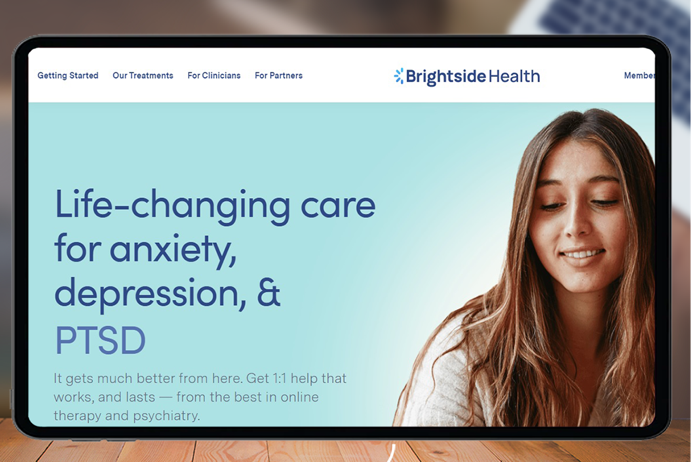 Getting Started Our Treatments For Clinicians For Partners Brightside Health
Life-changing care
for anxiety,
depression, &
PTSD
It gets much better from here. Get 1:1 help that
works, and lasts — from the best in online
therapy and psychiatry.